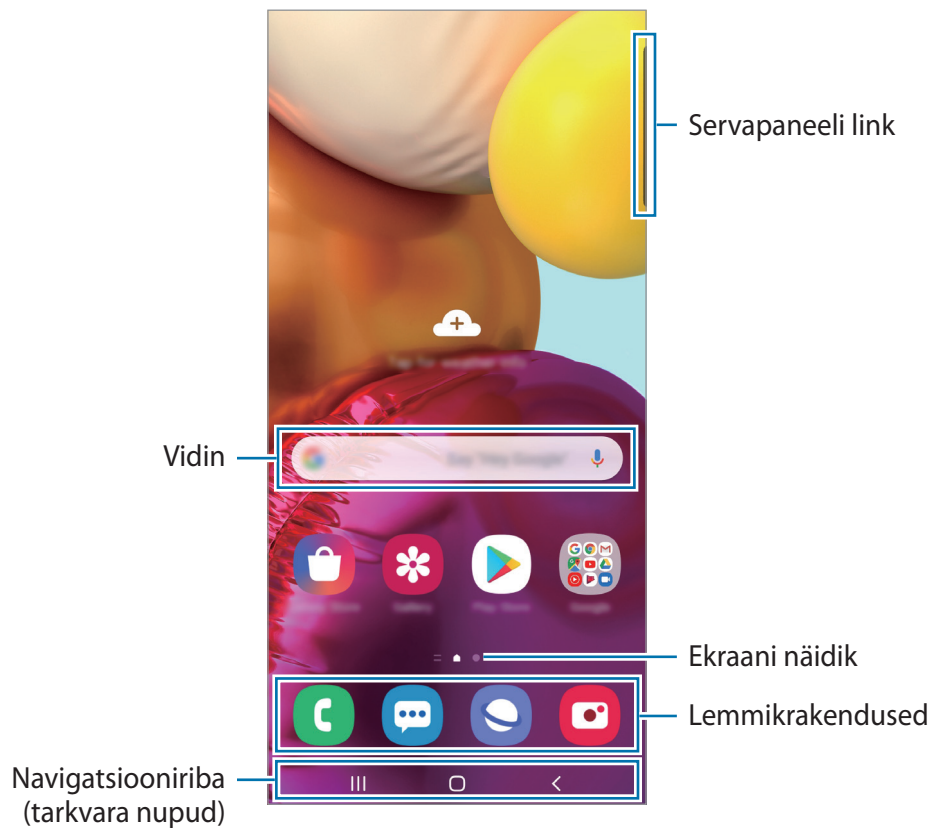 Servapaneeli link
Vidin
Ekraani näidik
Lemmikrakendused
Navigatsiooniriba
(tarkvara nupud)